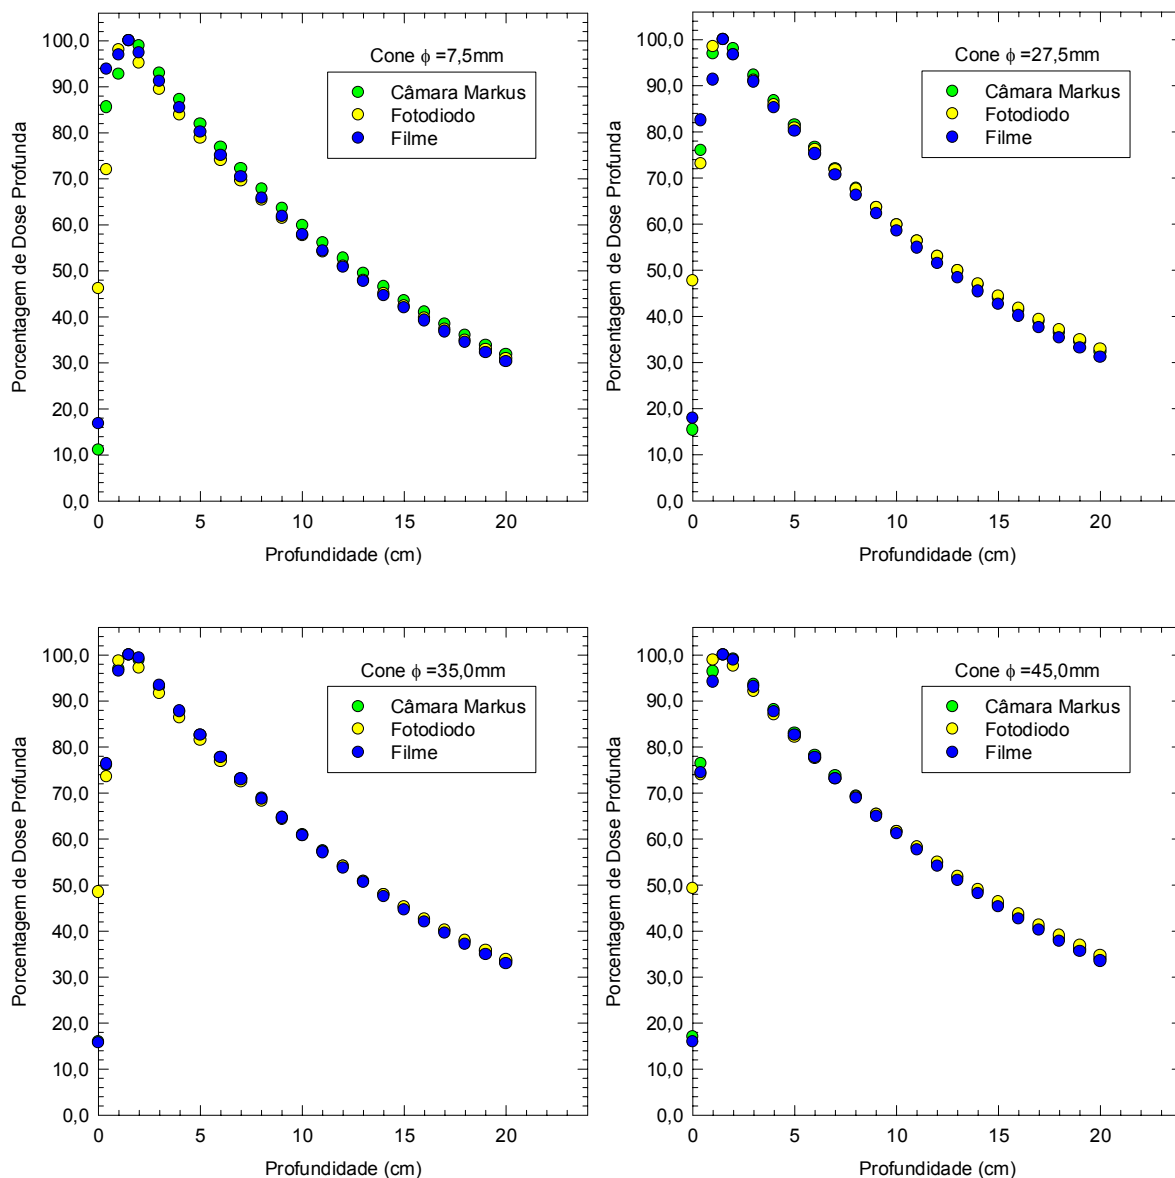 Cone ϕ =7,5mm
Câmara Markus
Fotodiodo
Filme
Porcentagem de Dose Profunda
100,0
90,0
80,0
70,0
60,0
50,0
40,0
30,0
20,0
10,0
0,0
0 5 10 15 20
Profundidade (cm)
Cone ϕ =27,5mm
Câmara Markus
Fotodiodo
Filme
Porcentagem de Dose Profunda
100,0
90,0
80,0
70,0
60,0
50,0
40,0
30,0
20,0
10,0
0,0
0 5 10 15 20
Profundidade (cm)
Cone ϕ =35,0mm
Câmara Markus
Fotodiodo
Filme
Porcentagem de Dose Profunda
100,0
90,0
80,0
70,0
60,0
50,0
40,0
30,0
20,0
10,0
0,0
0 5 10 15 20
Profundidade (cm)
Cone ϕ =45,0mm
Câmara Markus
Fotodiodo
Filme
Porcentagem de Dose Profunda
100,0
90,0
80,0
70,0
60,0
50,0
40,0
30,0
20,0
10,0
0,0
0 5 10 15 20
Profundidade (cm)